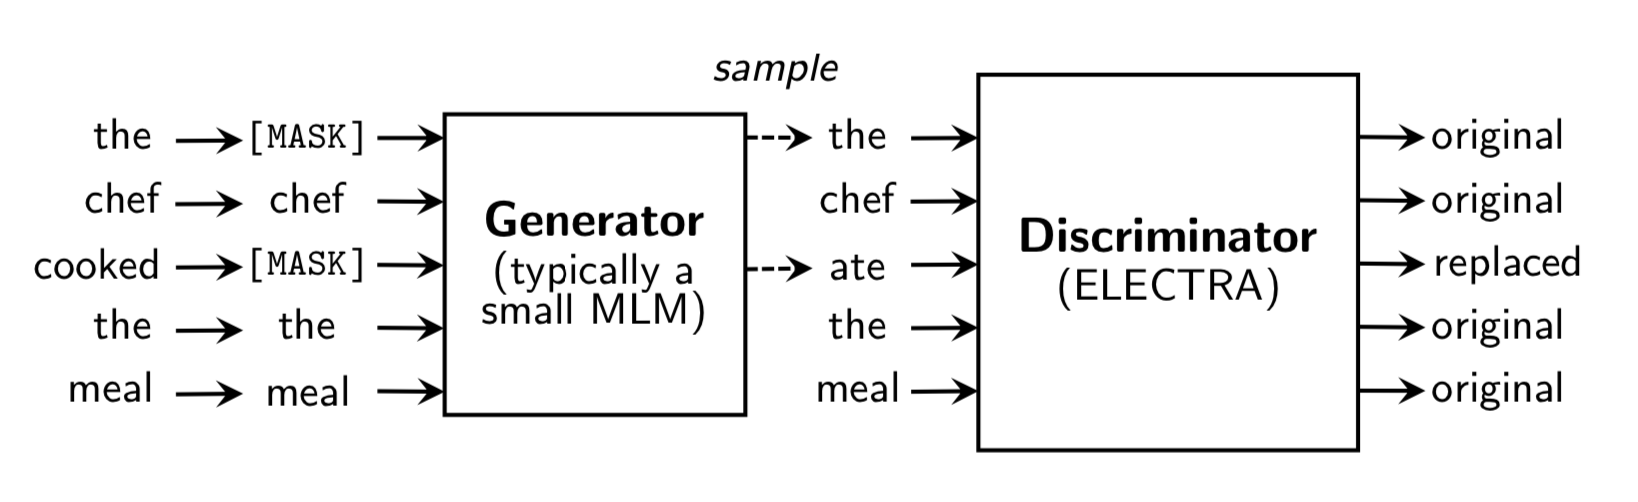 sample
the [MASK] the original
chef chef chef original
cooked [MASK] ate replaced
the the the original
meal meal meal original
Generator
(typically a
small MLM)
Discriminator
(ELECTRA)